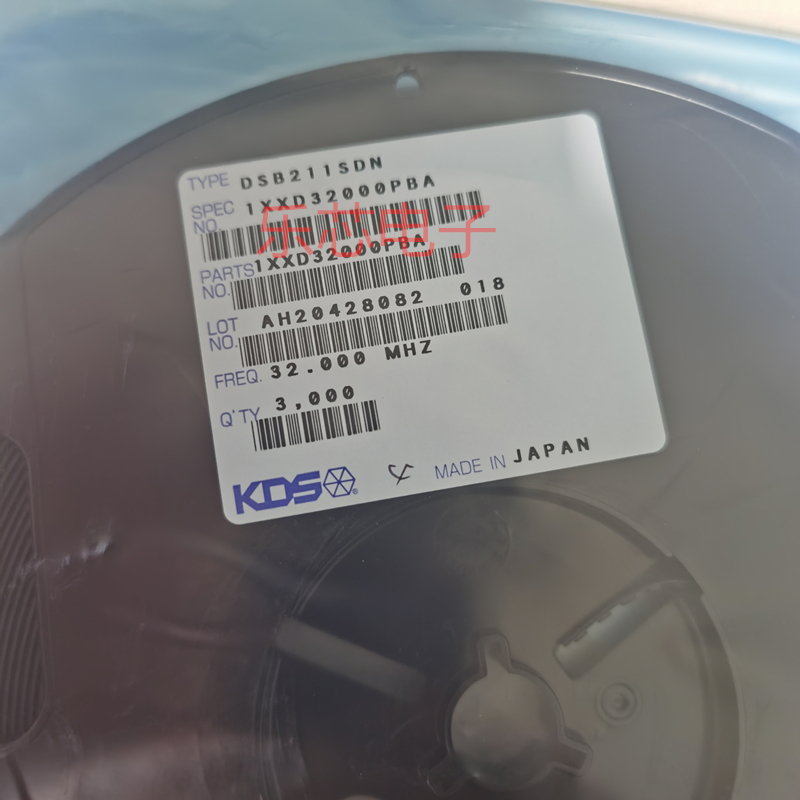 TYPE DSB211SDN
SPEC NO. 1XXD32000PBA
乐芯电子
PARTS NO. 1XXD32000PBA
LOT NO. AH20428082 018
FREQ. 32.000 MHZ
Q'TY 3,000
KDS ® MADE IN JAPAN